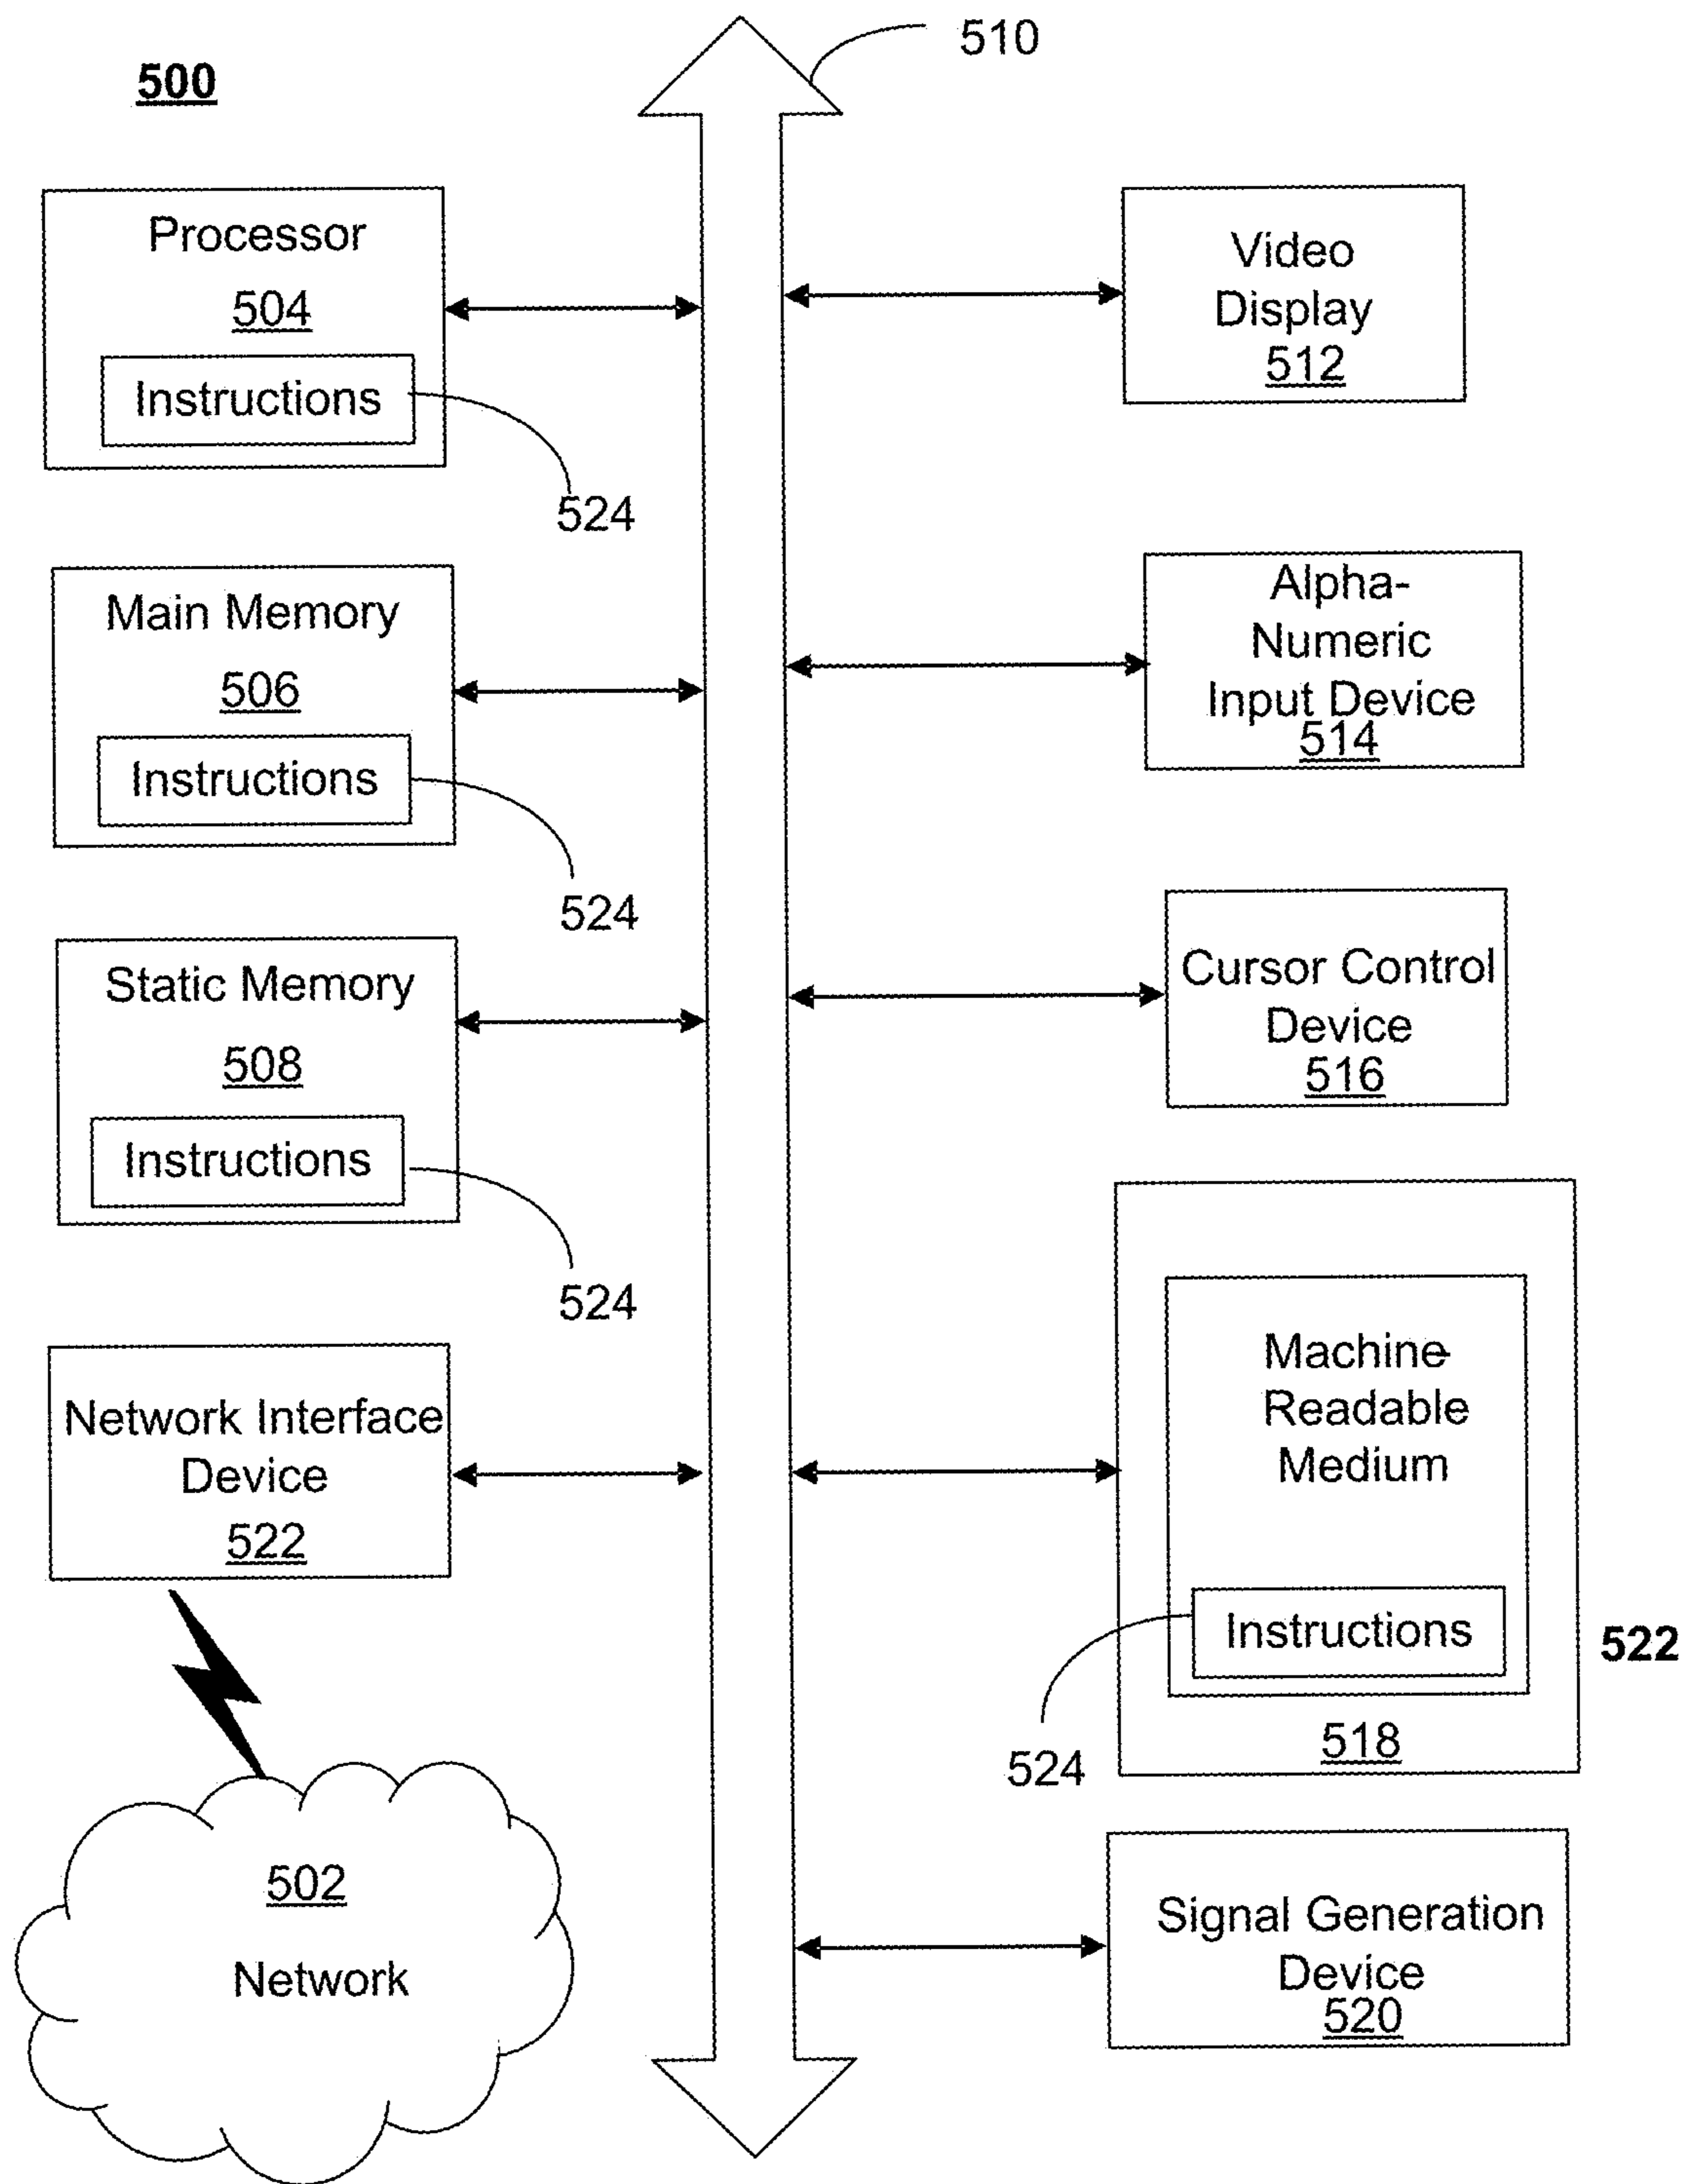 500
510
Processor
504
Instructions
524
Main Memory
506
Instructions
524
Static Memory
508
Instructions
524
Network Interface
Device
522
502
Network
Video
Display
512
Alpha-
Numeric
Input Device
514
Cursor Control
Device
516
Machine-
Readable
Medium
Instructions
522
518
524
Signal Generation
Device
520